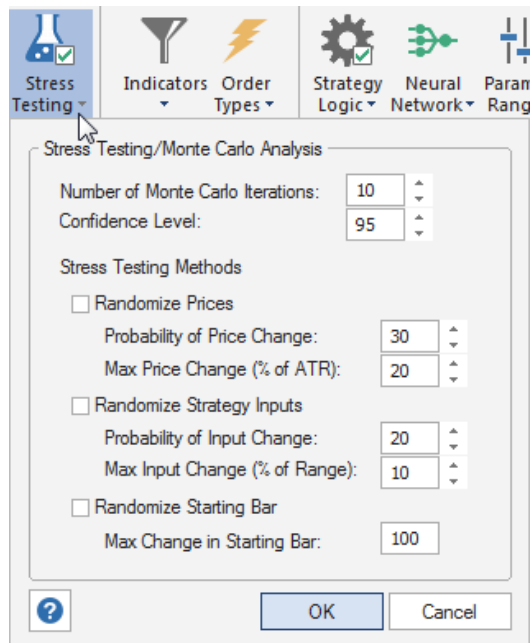 Stress Indicators Order Strategy Neural Param
Testing Types Logic Network Rang
Stress Testing/Monte Carlo Analysis
Number of Monte Carlo Iterations: 10
Confidence Level: 95
Stress Testing Methods
Randomize Prices
Probability of Price Change: 30
Max Price Change (% of ATR): 20
Randomize Strategy Inputs
Probability of Input Change: 20
Max Input Change (% of Range): 10
Randomize Starting Bar
Max Change in Starting Bar: 100
? OK Cancel